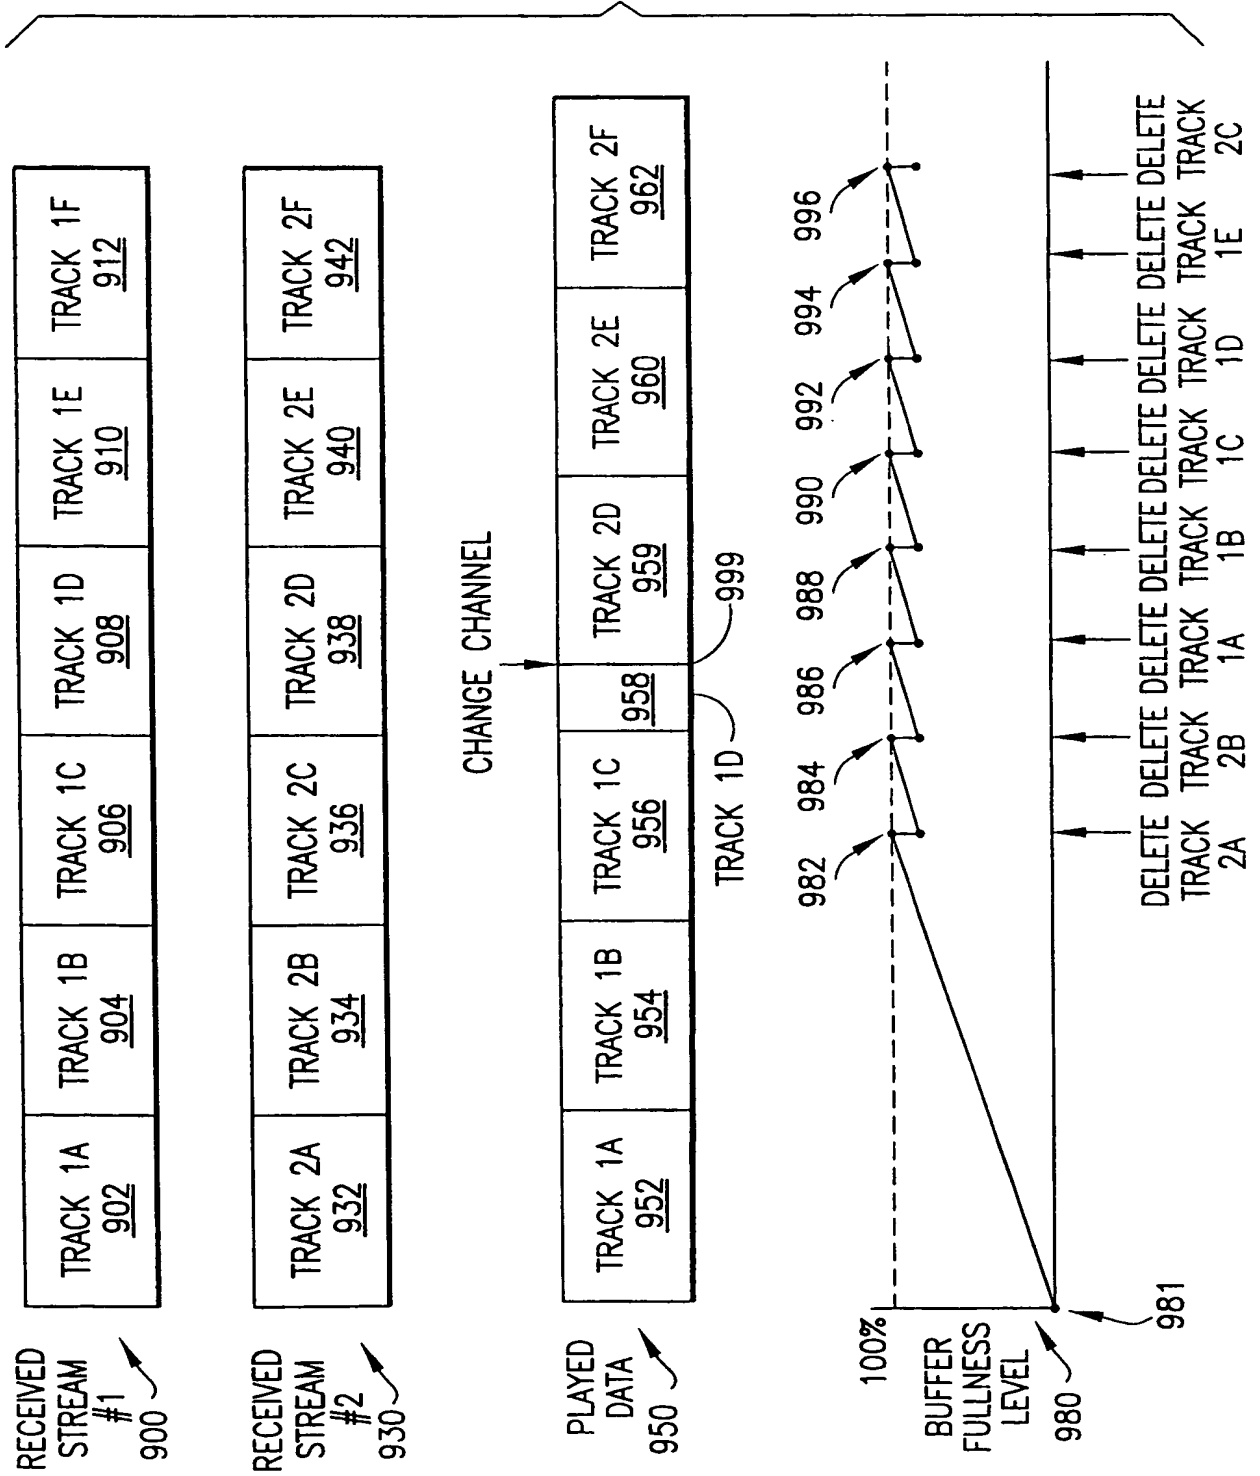 RECEIVED
STREAM
#1
900
TRACK 1A
902
TRACK 1B
904
TRACK 1C
906
TRACK 1D
908
TRACK 1E
910
TRACK 1F
912
RECEIVED
STREAM
#2
930
TRACK 2A
932
TRACK 2B
934
TRACK 2C
936
TRACK 2D
938
TRACK 2E
940
TRACK 2F
942
CHANGE CHANNEL
PLAYED
DATA
950
TRACK 1A
952
TRACK 1B
954
TRACK 1C
956
958
TRACK 2D
959
TRACK 2E
960
TRACK 2F
962
TRACK 1D
999
100%
BUFFER
FULLNESS
LEVEL
980
981
982
984
986
988
990
992
994
996
DELETE
TRACK
2A
DELETE
TRACK
2B
DELETE
TRACK
1A
DELETE
TRACK
1B
DELETE
TRACK
1C
DELETE
TRACK
1D
DELETE
TRACK
1E
DELETE
TRACK
2C